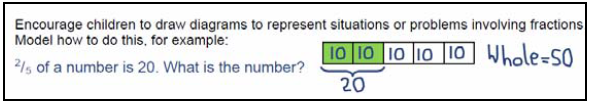 Encourage children to draw diagrams to represent situations or problems involving fractions
Model how to do this, for example:
2/5 of a number is 20. What is the number?
10 10 10 10 10 Whole=50
20